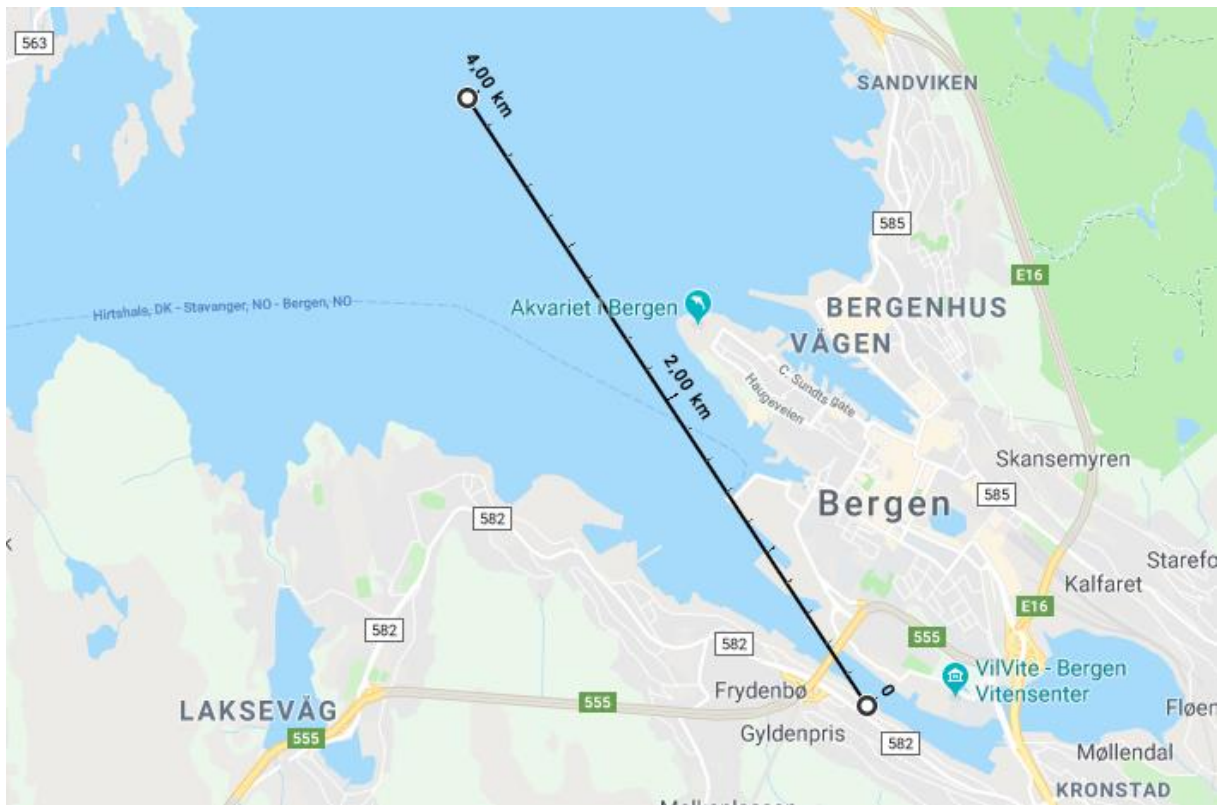 563
4,00 km
SANDVIKEN
585
E16
Hirtshals, DK - Stavanger, NO - Bergen, NO
Akvariet i Bergen
BERGENHUS
VÅGEN
2,00 km
C. Sundts gate
Haugeveien
Skansemyren
585
Bergen
582
Starefo
Kalfaret
E16
582
555
582
VilVite - Bergen
Vitensenter
Frydenbø
0
555
LAKSEVÅG
Fløen
Gyldenpris
582
555
Møllendal
KRONSTAD